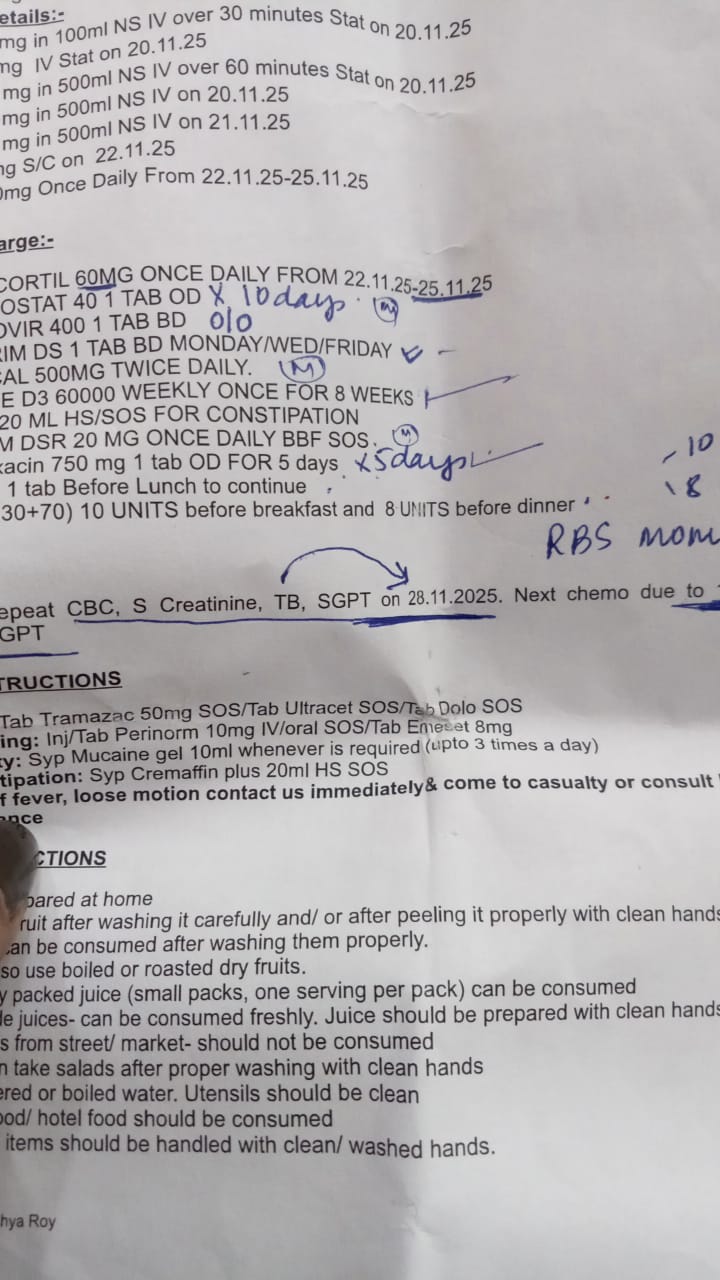 etails:-
mg in 100ml NS IV over 30 minutes Stat on 20.11.25
mg IV Stat on 20.11.25
mg in 500ml NS IV over 60 minutes Stat on 20.11.25
mg in 500ml NS IV on 20.11.25
mg in 500ml NS IV on 21.11.25
ng S/C on 22.11.25
0mg Once Daily From 22.11.25-25.11.25
arge:-
CORTIL 60MG ONCE DAILY FROM 22.11.25-25.11.25
OSTAT 40 1 TAB OD X 10 days. M
OVIR 400 1 TAB BD 0/0
RIM DS 1 TAB BD MONDAY/WED/FRIDAY
CAL 500MG TWICE DAILY. M
E D3 60000 WEEKLY ONCE FOR 8 WEEKS
20 ML HS/SOS FOR CONSTIPATION
M DSR 20 MG ONCE DAILY BBF SOS. M
xacin 750 mg 1 tab OD FOR 5 days x5days
1 tab Before Lunch to continue
30+70) 10 UNITS before breakfast and 8 UNITS before dinner
10
8
RBS
epeat CBC, S Creatinine, TB, SGPT on 28.11.2025. Next chemo due to
GPT
TRUCTIONS
Tab Tramazac 50mg SOS/Tab Ultracet SOS/Tab Dolo SOS
ing: Inj/Tab Perinorm 10mg IV/oral SOS/Tab Emeset 8mg
ty: Syp Mucaine gel 10ml whenever is required (upto 3 times a day)
tipation: Syp Cremaffin plus 20ml HS SOS
f fever, loose motion contact us immediately& come to casualty or consult
ence
CTIONS
pared at home
ruit after washing it carefully and/ or after peeling it properly with clean hands
can be consumed after washing them properly.
so use boiled or roasted dry fruits.
y packed juice (small packs, one serving per pack) can be consumed
le juices- can be consumed freshly. Juice should be prepared with clean hands
s from street/ market- should not be consumed
n take salads after proper washing with clean hands
ered or boiled water. Utensils should be clean
ood/ hotel food should be consumed
items should be handled with clean/ washed hands.
hya Roy